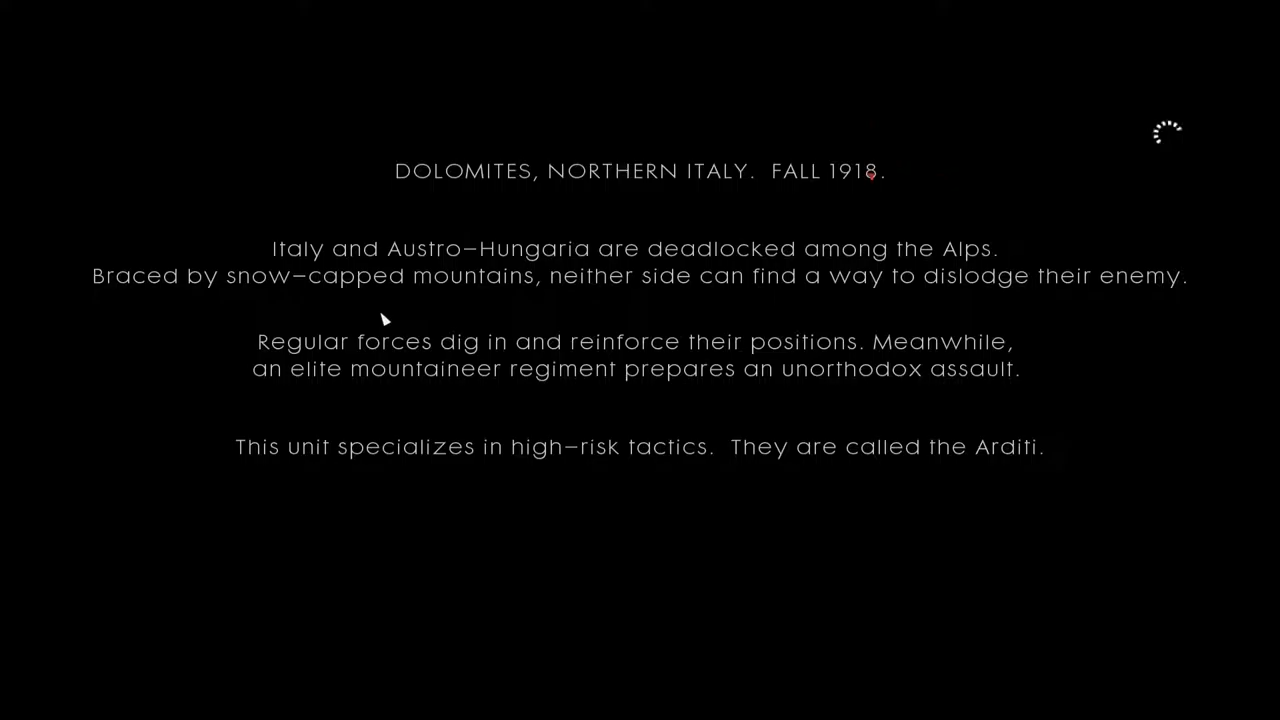 DOLOMITES, NORTHERN ITALY.  FALL 1918.
Italy and Austro-Hungaria are deadlocked among the Alps.
Braced by snow-capped mountains, neither side can find a way to dislodge their enemy.
Regular forces dig in and reinforce their positions. Meanwhile,
an elite mountaineer regiment prepares an unorthodox assault.
This unit specializes in high-risk tactics.  They are called the Arditi.